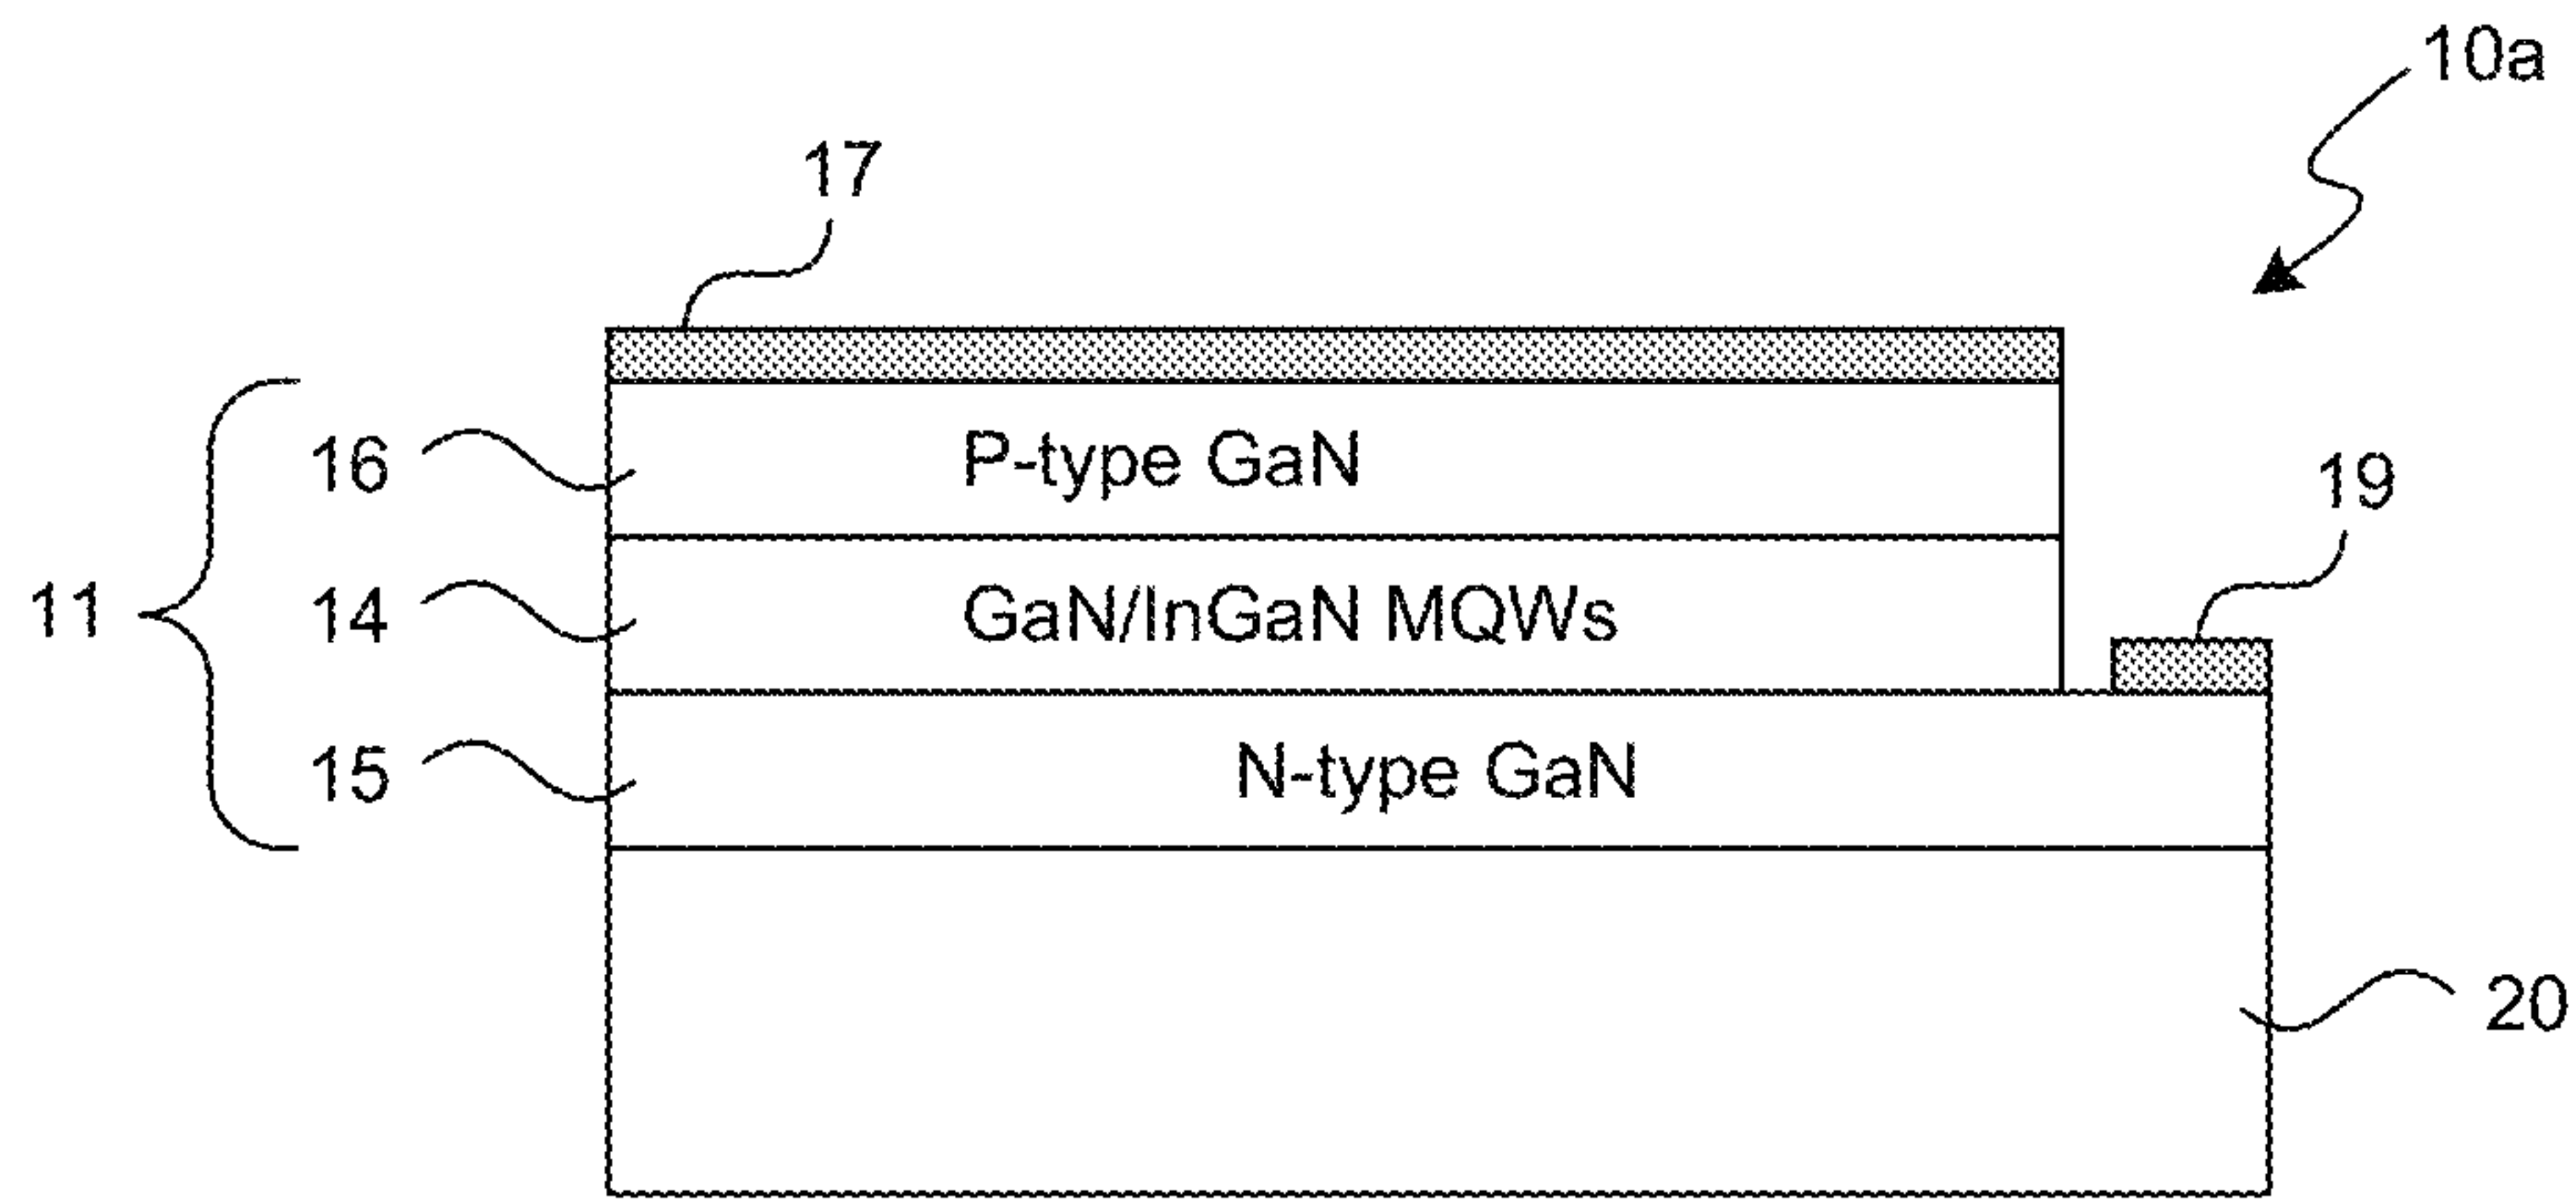 10a
17
16 P-type GaN
19
11 14 GaN/InGaN MQWs
15 N-type GaN
20